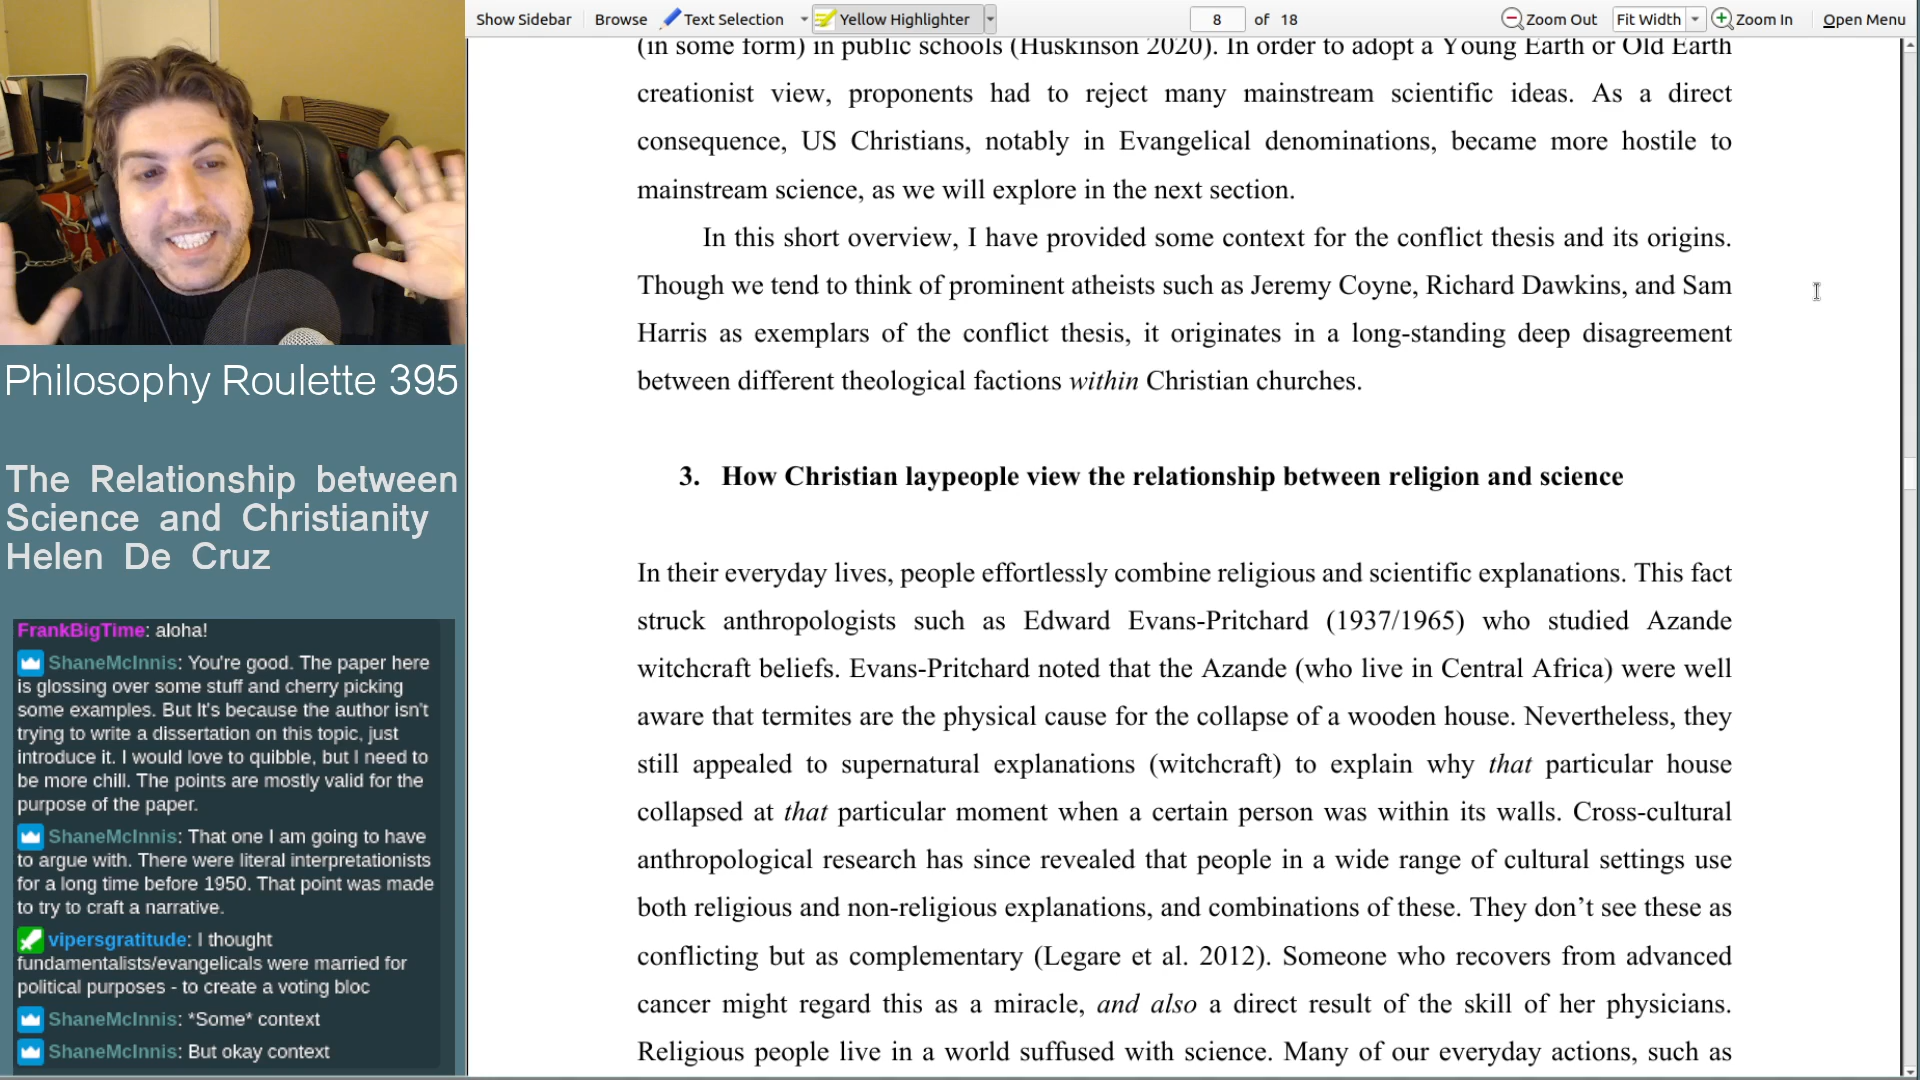 Show Sidebar Browse Text Selection Yellow Highlighter 8 of 18 Zoom Out Fit Width Zoom In Open Menu
(in some form) in public schools (Huskinson 2020). In order to adopt a Young Earth or Old Earth
creationist view, proponents had to reject many mainstream scientific ideas. As a direct
consequence, US Christians, notably in Evangelical denominations, became more hostile to
mainstream science, as we will explore in the next section.
In this short overview, I have provided some context for the conflict thesis and its origins.
Though we tend to think of prominent atheists such as Jeremy Coyne, Richard Dawkins, and Sam
Harris as exemplars of the conflict thesis, it originates in a long-standing deep disagreement
between different theological factions within Christian churches.
3. How Christian laypeople view the relationship between religion and science
In their everyday lives, people effortlessly combine religious and scientific explanations. This fact
struck anthropologists such as Edward Evans-Pritchard (1937/1965) who studied Azande
witchcraft beliefs. Evans-Pritchard noted that the Azande (who live in Central Africa) were well
aware that termites are the physical cause for the collapse of a wooden house. Nevertheless, they
still appealed to supernatural explanations (witchcraft) to explain why that particular house
collapsed at that particular moment when a certain person was within its walls. Cross-cultural
anthropological research has since revealed that people in a wide range of cultural settings use
both religious and non-religious explanations, and combinations of these. They don’t see these as
conflicting but as complementary (Legare et al. 2012). Someone who recovers from advanced
cancer might regard this as a miracle, and also a direct result of the skill of her physicians.
Religious people live in a world suffused with science. Many of our everyday actions, such as
Philosophy Roulette 395
The Relationship between
Science and Christianity
Helen De Cruz
FrankBigTime: aloha!
ShaneMcInnis: You're good. The paper here
is glossing over some stuff and cherry picking
some examples. But It's because the author isn't
trying to write a dissertation on this topic, just
introduce it. I would love to quibble, but I need to
be more chill. The points are mostly valid for the
purpose of the paper.
ShaneMcInnis: That one I am going to have
to argue with. There were literal interpretationists
for a long time before 1950. That point was made
to try to craft a narrative.
vipersgratitude: I thought
fundamentalists/evangelicals were married for
political purposes - to create a voting bloc
ShaneMcInnis: *Some* context
ShaneMcInnis: But okay context